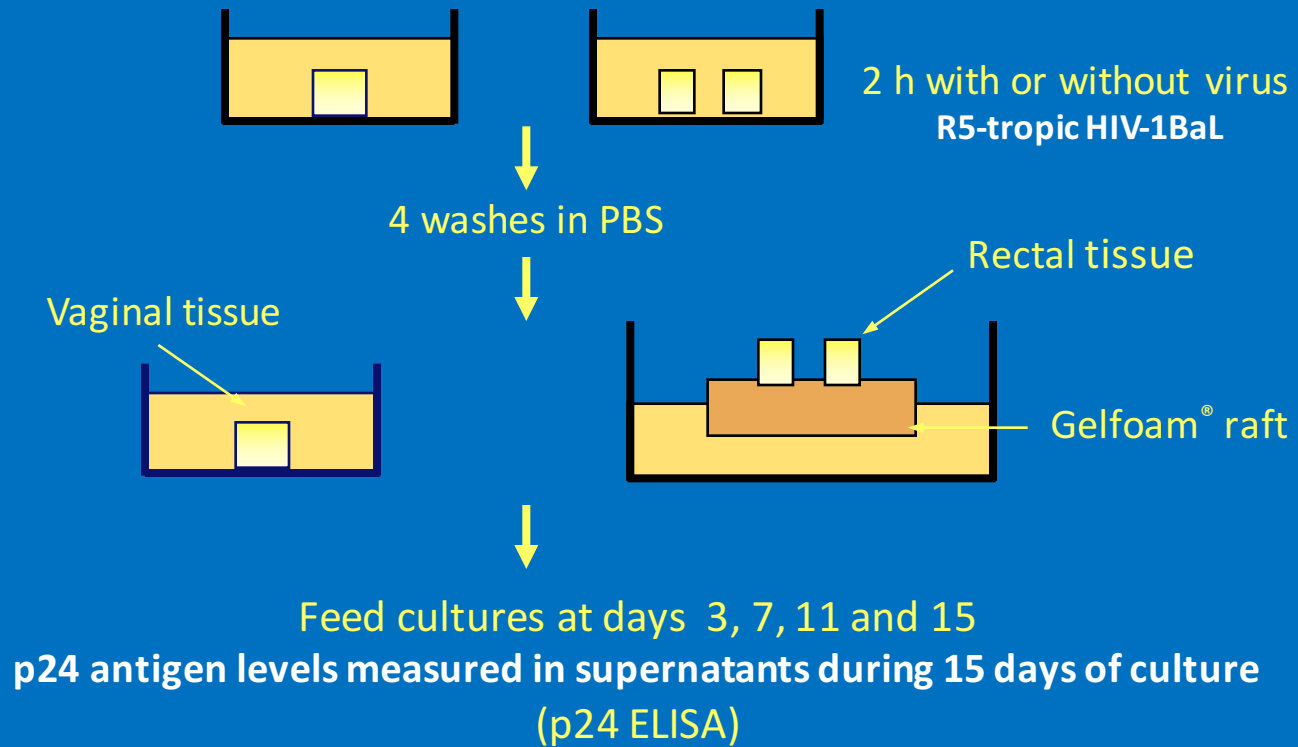 2 h with or without virus
R5-tropic HIV-1BaL
4 washes in PBS
Rectal tissue
Vaginal tissue
Gelfoam® raft
Feed cultures at days 3, 7, 11 and 15
p24 antigen levels measured in supernatants during 15 days of culture
(p24 ELISA)